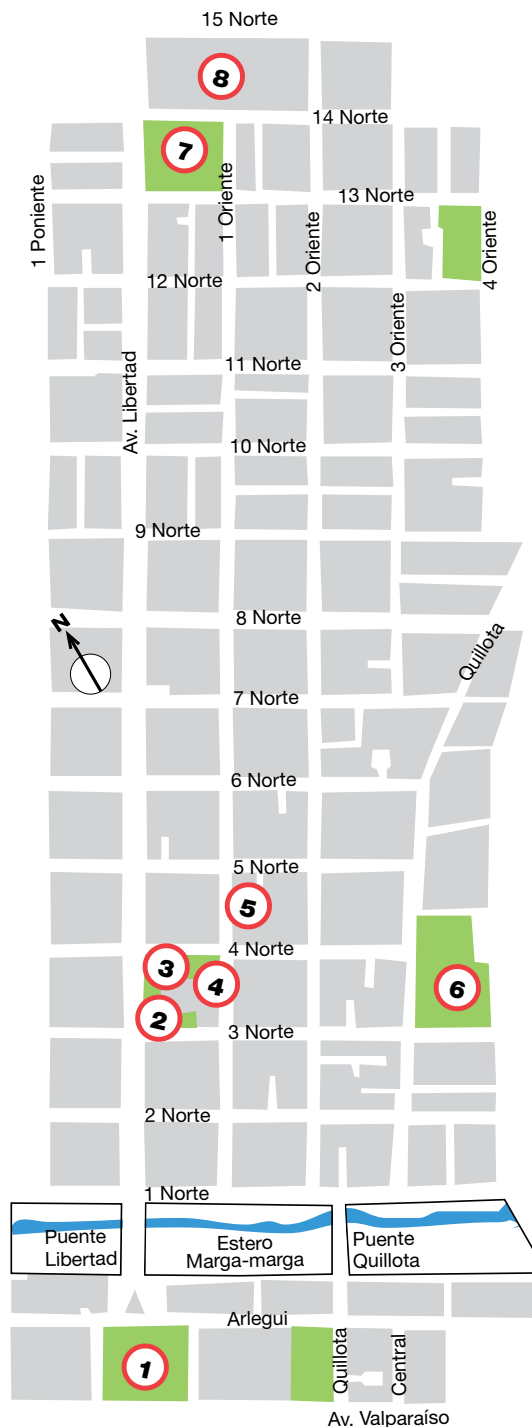 15 Norte
8
14 Norte
7
13 Norte
1 Poniente
1 Oriente
2 Oriente
4 Oriente
12 Norte
3 Oriente
Av. Libertad
11 Norte
10 Norte
9 Norte
8 Norte
N
Quillota
7 Norte
6 Norte
5 Norte
5
4 Norte
3
4
6
2
3 Norte
2 Norte
1 Norte
Puente
Libertad
Estero
Marga-marga
Puente
Quillota
Arlegui
1
Quillota
Central
Av. Valparaíso